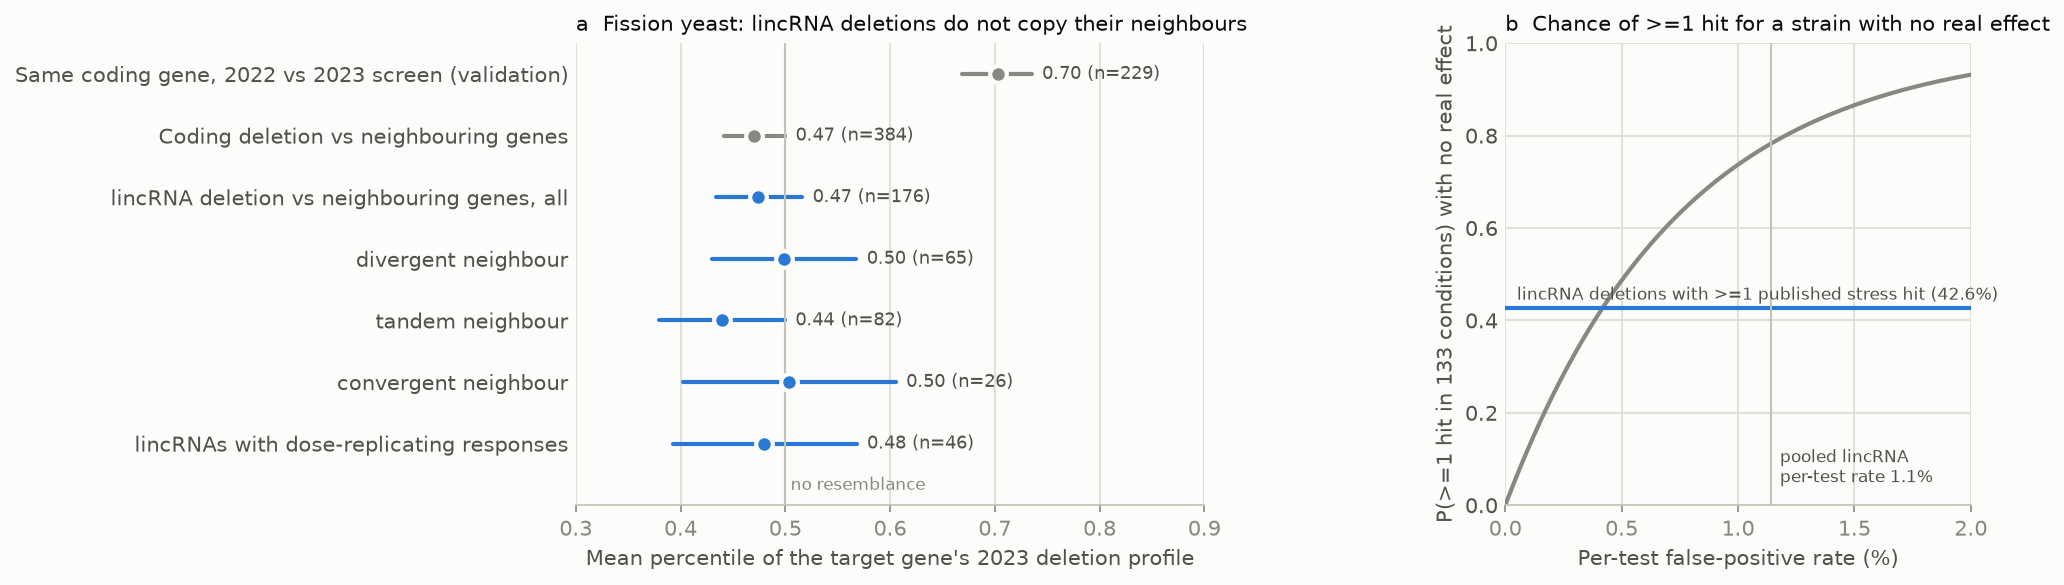 a  Fission yeast: lincRNA deletions do not copy their neighbours
Same coding gene, 2022 vs 2023 screen (validation)
0.70 (n=229)
Coding deletion vs neighbouring genes
0.47 (n=384)
lincRNA deletion vs neighbouring genes, all
0.47 (n=176)
divergent neighbour
0.50 (n=65)
tandem neighbour
0.44 (n=82)
convergent neighbour
0.50 (n=26)
lincRNAs with dose-replicating responses
0.48 (n=46)
no resemblance
0.3 0.4 0.5 0.6 0.7 0.8 0.9
Mean percentile of the target gene's 2023 deletion profile
b  Chance of >=1 hit for a strain with no real effect
P(>=1 hit in 133 conditions) with no real effect
1.0
0.8
0.6
0.4
0.2
0.0
lincRNA deletions with >=1 published stress hit (42.6%)
pooled lincRNA
per-test rate 1.1%
0.0 0.5 1.0 1.5 2.0
Per-test false-positive rate (%)